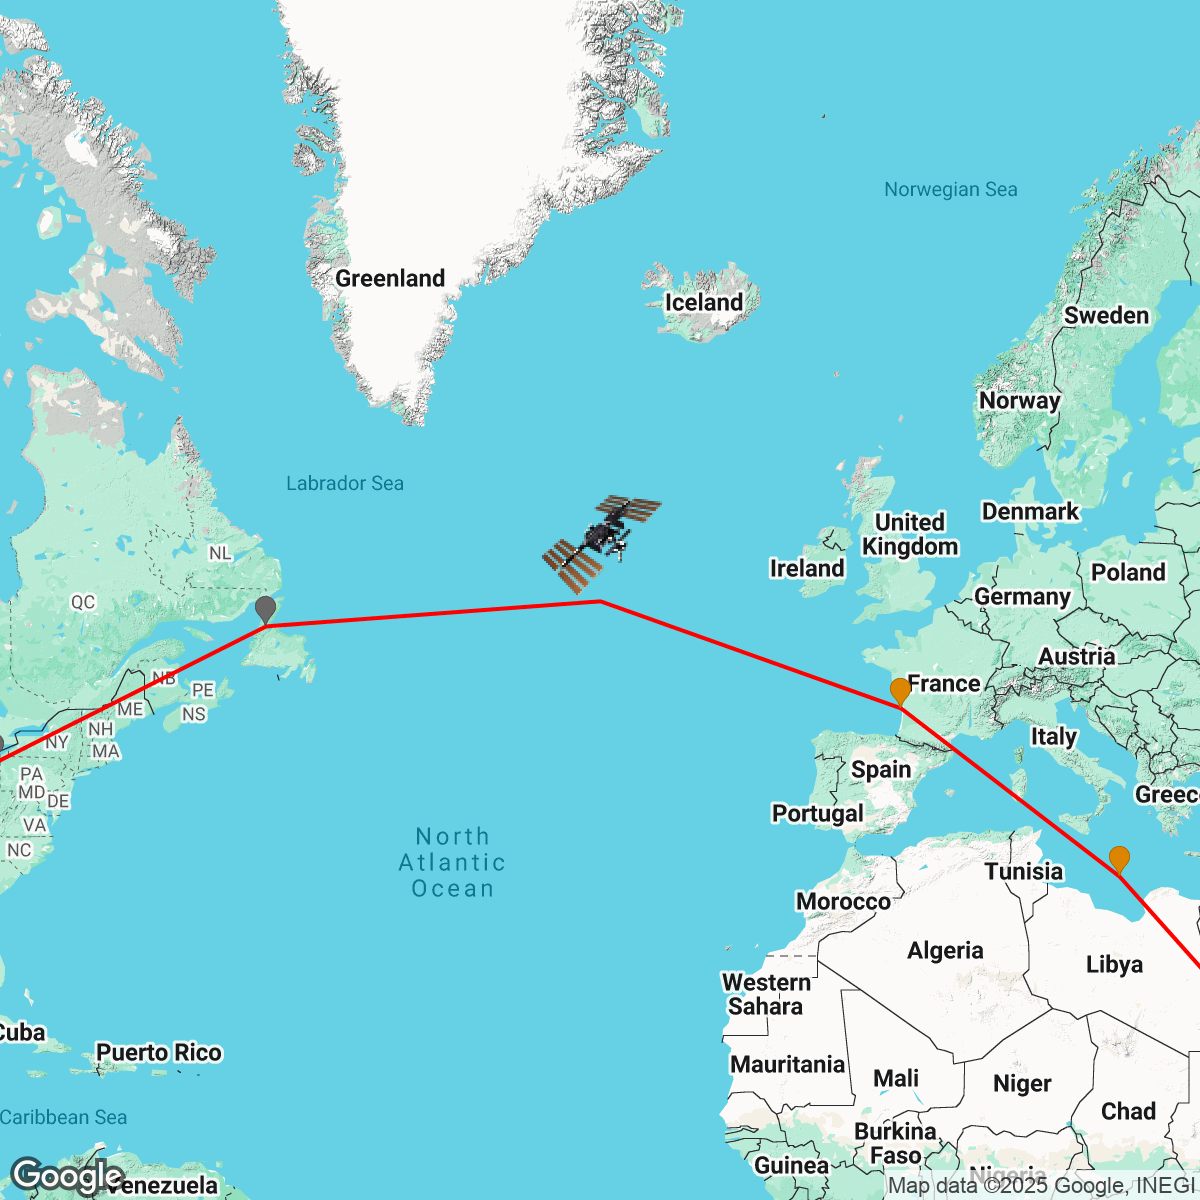 Norwegian Sea
Greenland
Iceland
Sweden
Norway
Labrador Sea
Denmark
United
Kingdom
NL
Ireland
Poland
Germany
QC
Austria
NB
France
PE
ME
NS
NH
NY
MA
Italy
Spain
PA
MD
DE
Greece
Portugal
VA
NC
North
Atlantic
Ocean
Tunisia
Morocco
Algeria
Libya
Western
Sahara
Cuba
Puerto Rico
Mauritania
Mali
Niger
Chad
Caribbean Sea
Burkina
Faso
Guinea
Nigeria
Google
Venezuela
Map data ©2025 Google, INEGI